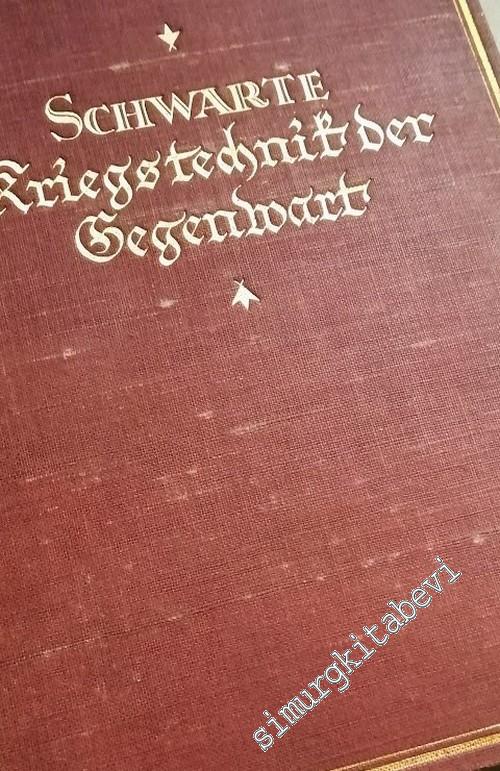 SCHWARTE
Kriegstechnik der
Gegenwart
simurgkitabevi